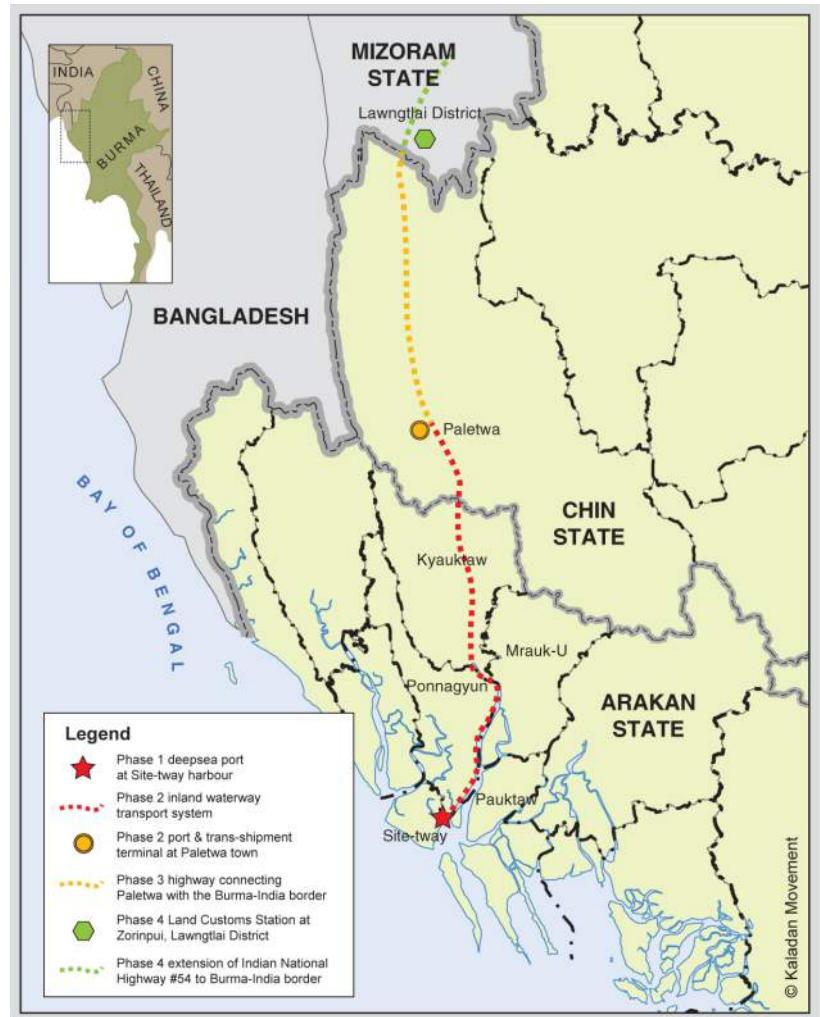 INDIA
CHINA
BURMA
THAILAND
MIZORAM
STATE
Lawngtlai District
BANGLADESH
Paletwa
CHIN
STATE
BAY OF BENGAL
Kyauktaw
Mrauk-U
Ponnagyun
ARAKAN
STATE
Pauktaw
Site-tway
Legend
Phase 1 deepsea port
at Site-tway harbour
Phase 2 inland waterway
transport system
Phase 2 port & trans-shipment
terminal at Paletwa town
Phase 3 highway connecting
Paletwa with the Burma-India border
Phase 4 Land Customs Station at
Zorinpui, Lawngtlai District
Phase 4 extension of Indian National
Highway #54 to Burma-India border
© Kaladan Movement